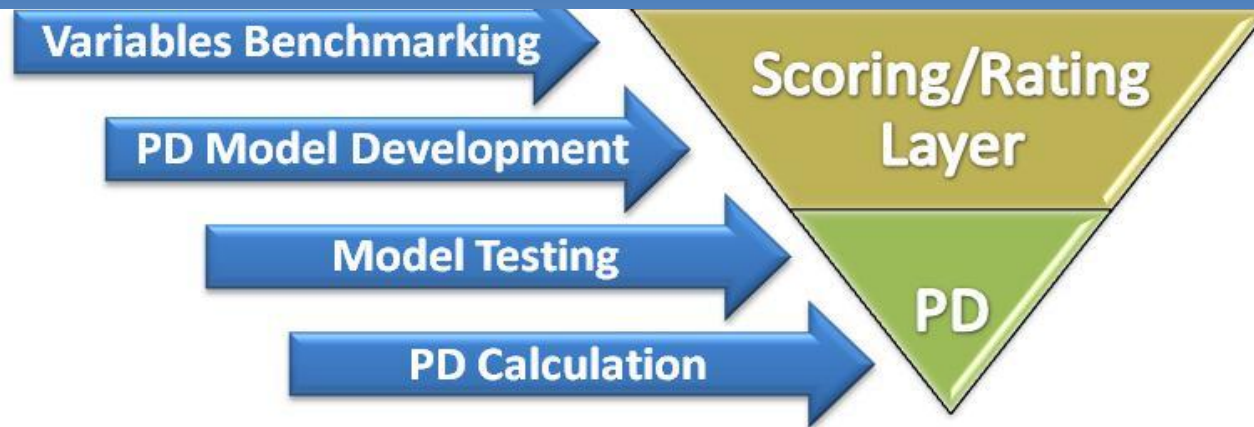 Variables Benchmarking
Scoring/Rating
Layer
PD Model Development
Model Testing
PD
PD Calculation